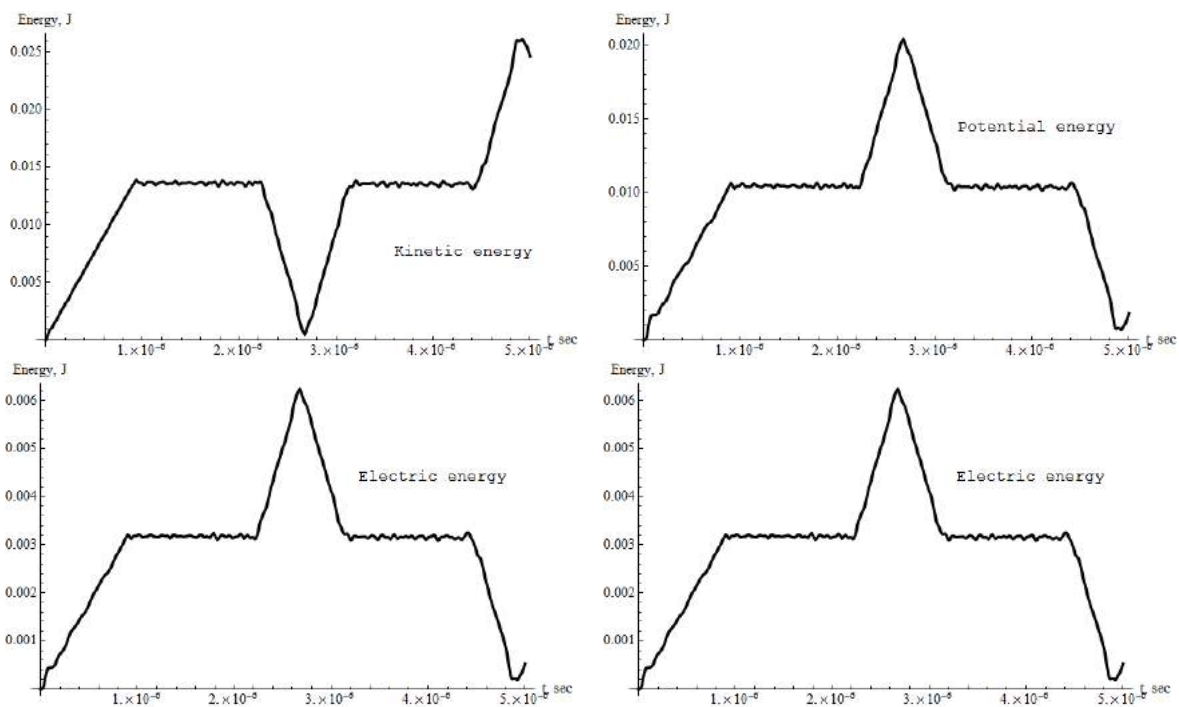 Energy, J
0.025
0.020
0.015
0.010
0.005
Kinetic energy
1.×10⁻⁶ 2.×10⁻⁶ 3.×10⁻⁶ 4.×10⁻⁶ 5.×10⁻⁶ t sec
Energy, J
0.020
0.015
0.010
0.005
Potential energy
1.×10⁻⁶ 2.×10⁻⁶ 3.×10⁻⁶ 4.×10⁻⁶ 5.×10⁻⁶ t sec
Energy, J
0.006
0.005
0.004
0.003
0.002
0.001
Electric energy
1.×10⁻⁶ 2.×10⁻⁶ 3.×10⁻⁶ 4.×10⁻⁶ 5.×10⁻⁶ t sec
Energy, J
0.006
0.005
0.004
0.003
0.002
0.001
Electric energy
1.×10⁻⁶ 2.×10⁻⁶ 3.×10⁻⁶ 4.×10⁻⁶ 5.×10⁻⁶ t sec